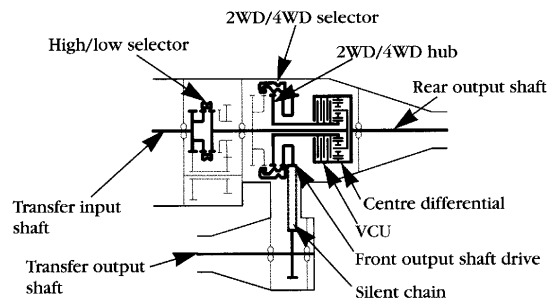 2WD/4WD selector
High/low selector
2WD/4WD hub
Rear output shaft
Transfer input
shaft
Centre differential
VCU
Front output shaft drive
Transfer output
shaft
Silent chain